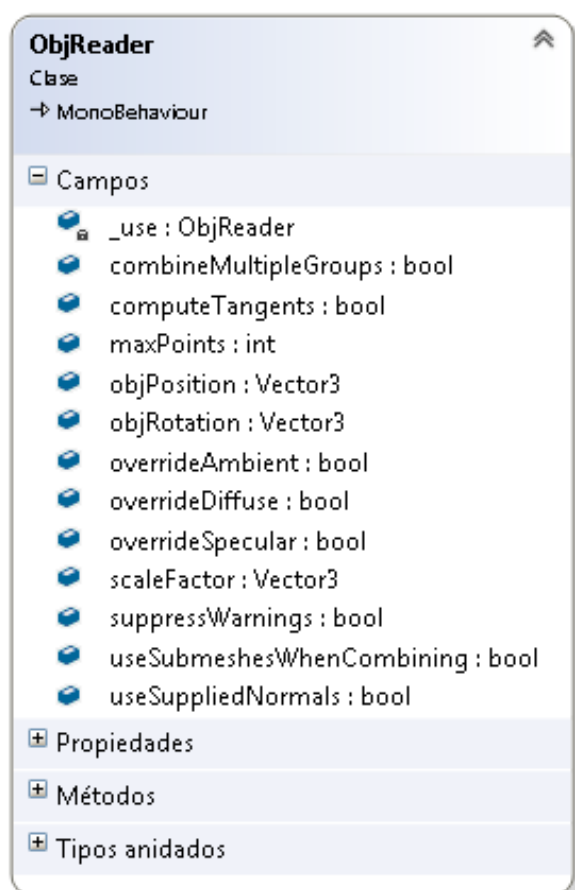 ObjReader
Clase
MonoBehaviour
Campos
_use : ObjReader
combineMultipleGroups : bool
computeTangents : bool
maxPoints : int
objPosition : Vector3
objRotation : Vector3
overrideAmbient : bool
overrideDiffuse : bool
overrideSpecular : bool
scaleFactor : Vector3
suppressWarnings : bool
useSubmeshesWhenCombining : bool
useSuppliedNormals : bool
Propiedades
Métodos
Tipos anidados